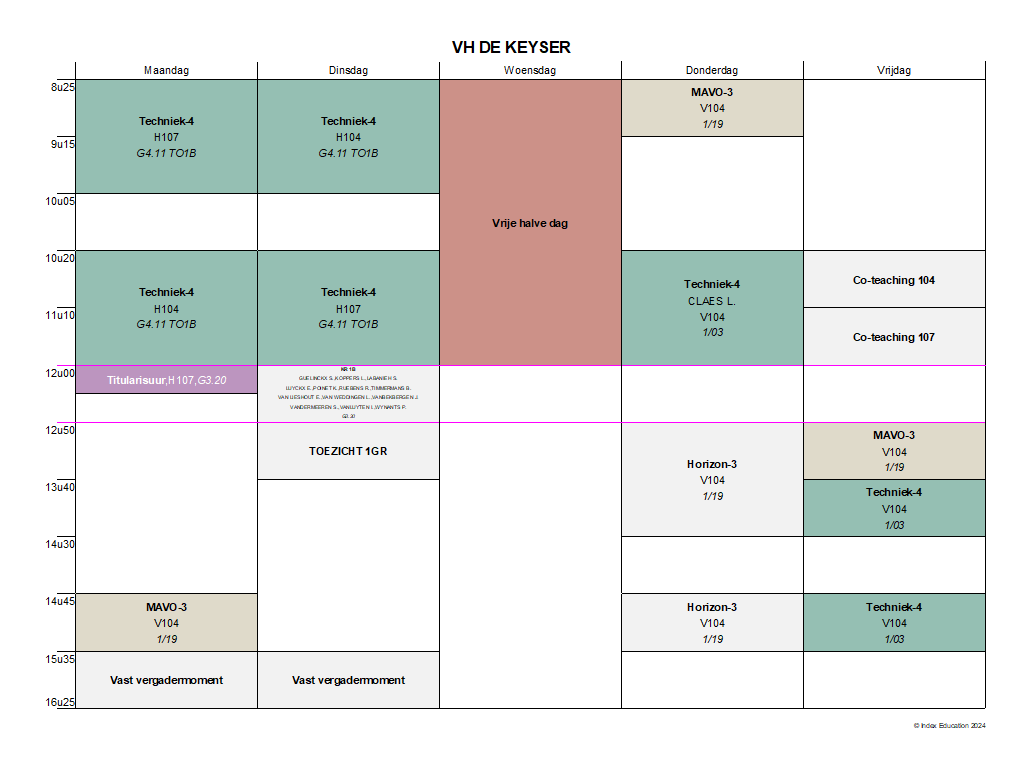 VH DE KEYSER
Maandag
Dinsdag
Woensdag
Donderdag
Vrijdag
8u25
9u15
10u05
10u20
11u10
12u00
12u50
13u40
14u30
14u45
15u35
16u25
Techniek-4
H107
G4.11 TO1B
Techniek-4
H104
G4.11 TO1B
Titularisuur,H107,G3.20
MAVO-3
V104
1/19
Vast vergadermoment
Techniek-4
H104
G4.11 TO1B
Techniek-4
H107
G4.11 TO1B
KR 1B
GUELINCKX S., KOPPERS L., LABANIEH S.
LUYCKX E., POINET K., RUEBENS R., TIMMERMANS B.
VAN LIESHOUT E., VAN WEDDINGEN L., VANBENBERGEN J.
VANDERMEEREN S., VANLUYTEN I., WYNANTS P.
G3.20
TOEZICHT 1GR
Vast vergadermoment
Vrije halve dag
MAVO-3
V104
1/19
Techniek-4
CLAES L.
V104
1/03
Horizon-3
V104
1/19
Horizon-3
V104
1/19
Co-teaching 104
Co-teaching 107
MAVO-3
V104
1/19
Techniek-4
V104
1/03
Techniek-4
V104
1/03
© Index Education 2024